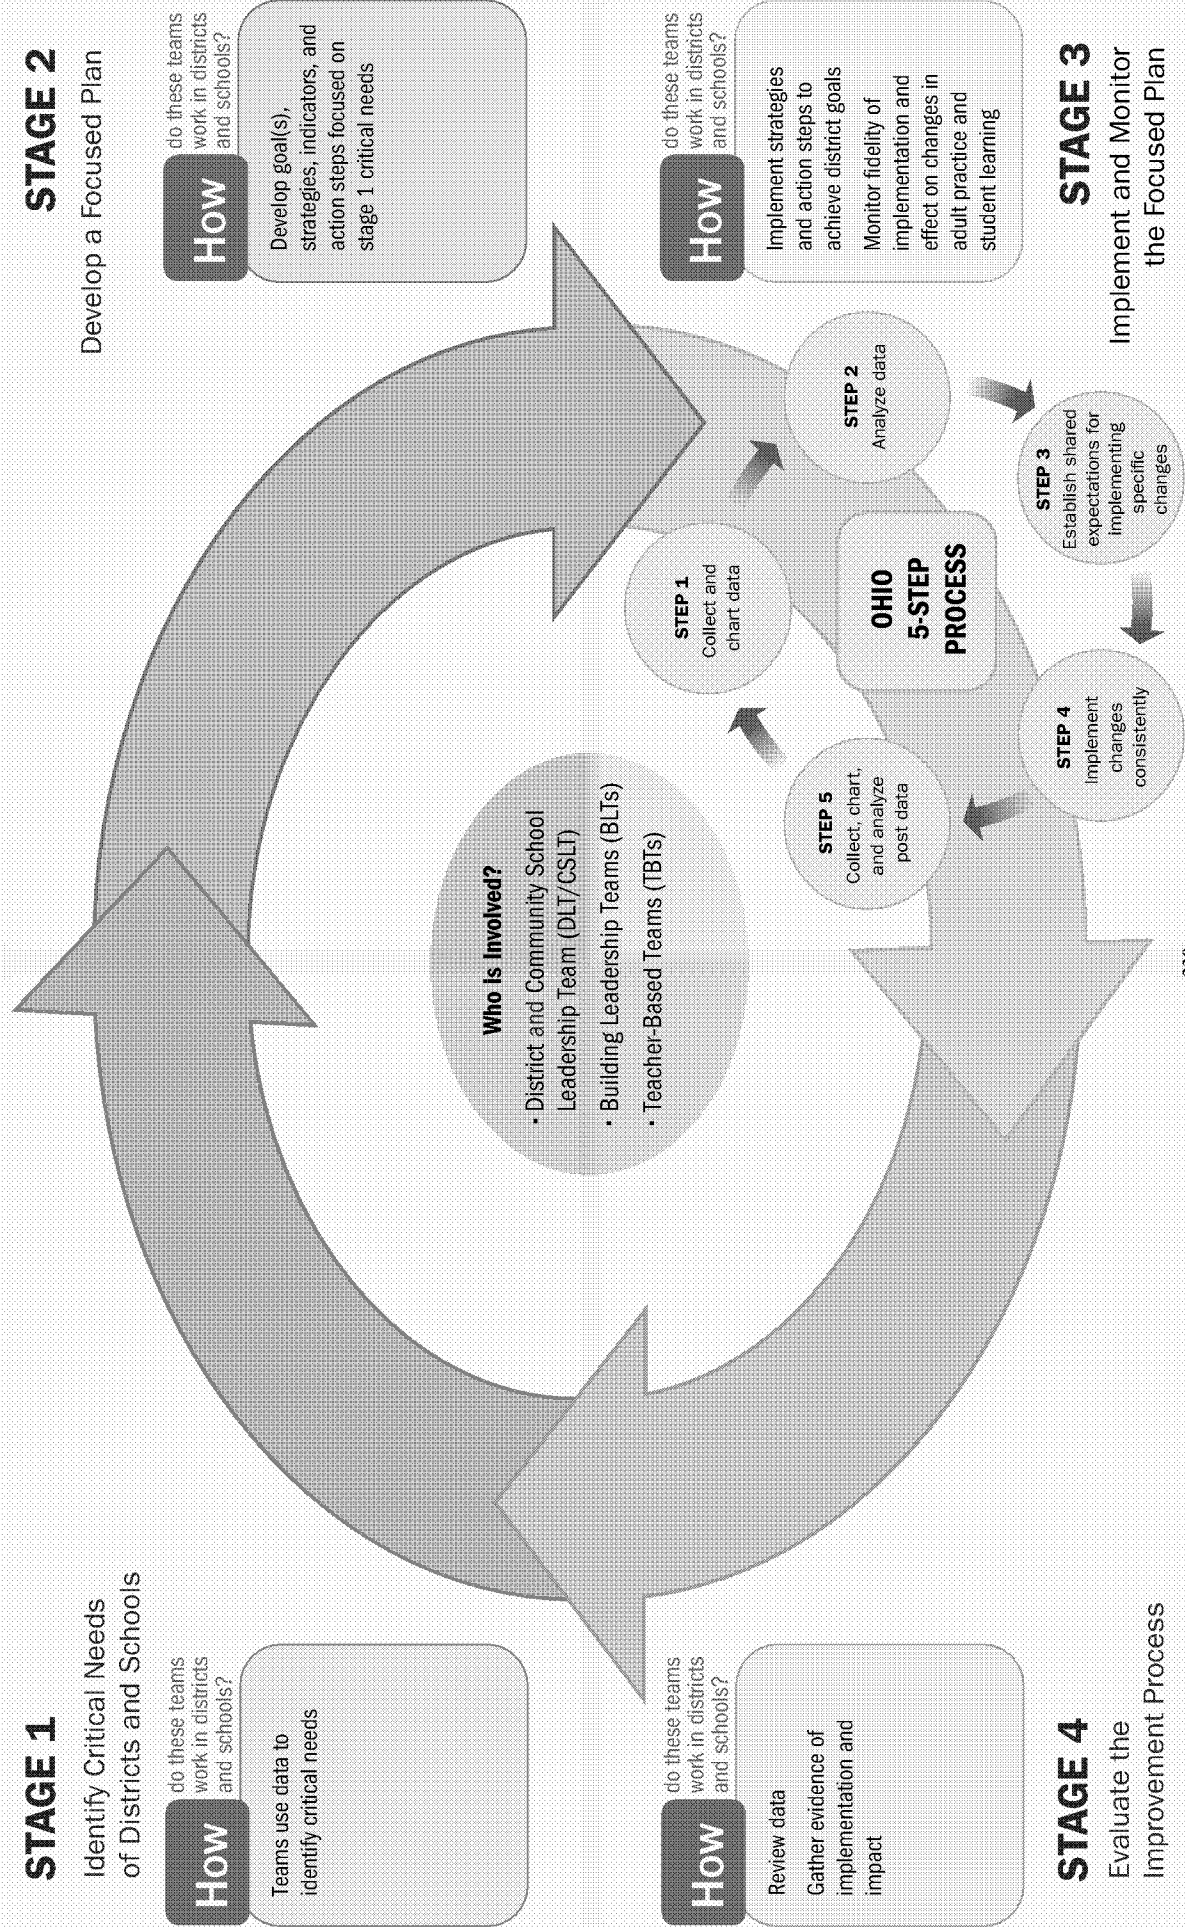 STAGE 1
Identify Critical Needs
of Districts and Schools
How
do these teams
work in districts
and schools?
Teams use data to
identify critical needs
STAGE 2
Develop a Focused Plan
How
do these teams
work in districts
and schools?
Develop goal(s),
strategies, indicators, and
action steps focused on
stage 1 critical needs
Who is Involved?
· District and Community School
Leadership Team (DLT/CSLT)
· Building Leadership Teams (BLTs)
· Teacher-Based Teams (TBTs)
STEP 1
Collect and
chart data
STEP 2
Analyze data
STEP 3
Establish shared
expectations for
implementing
specific
changes
STEP 4
Implement
changes
consistently
STEP 5
Collect, chart,
and analyze
post data
OHIO
5-STEP
PROCESS
How
do these teams
work in districts
and schools?
Review data
Gather evidence of
implementation and
impact
STAGE 4
Evaluate the
Improvement Process
How
do these teams
work in districts
and schools?
Implement strategies
and action steps to
achieve district goals
Monitor fidelity of
implementation and
effect on changes in
adult practice and
student learning
STAGE 3
Implement and Monitor
the Focused Plan